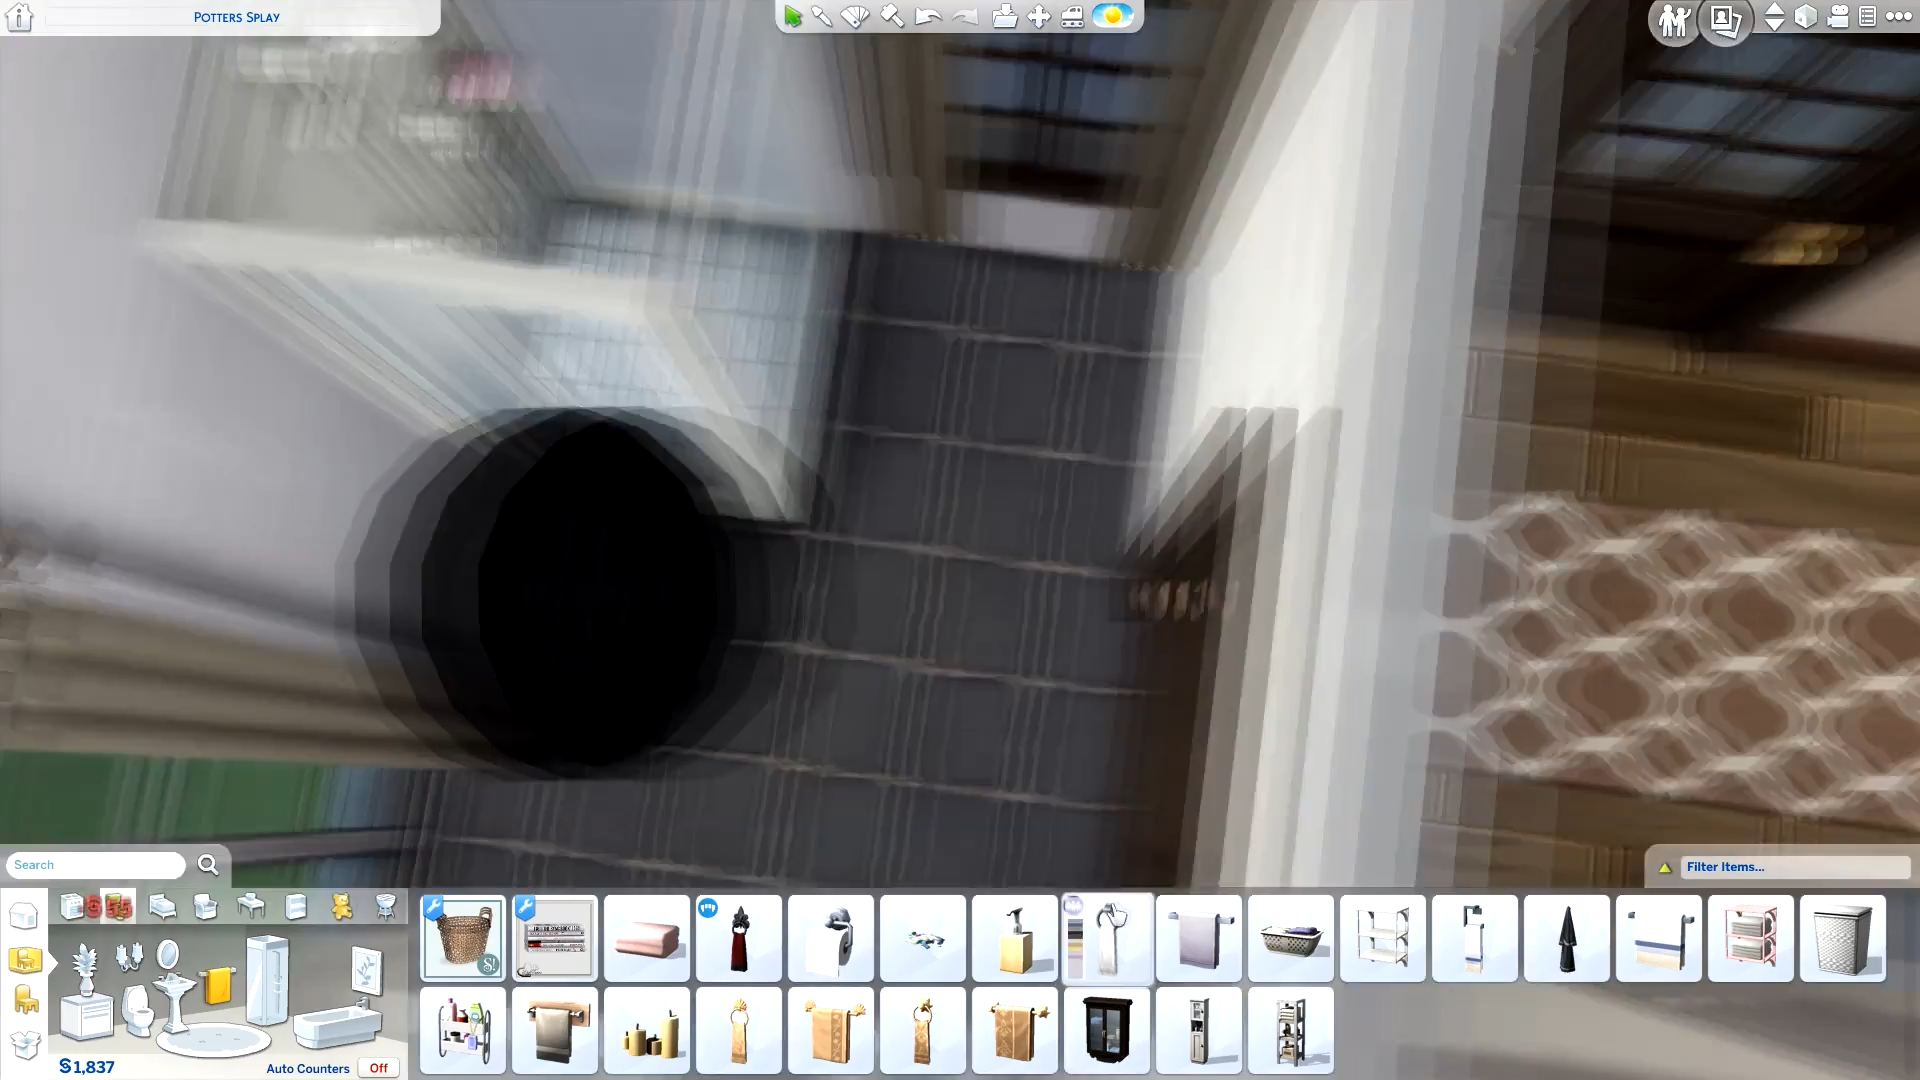 POTTERS SPLAY
Search
Filter Items...
§1,837
Auto Counters Off